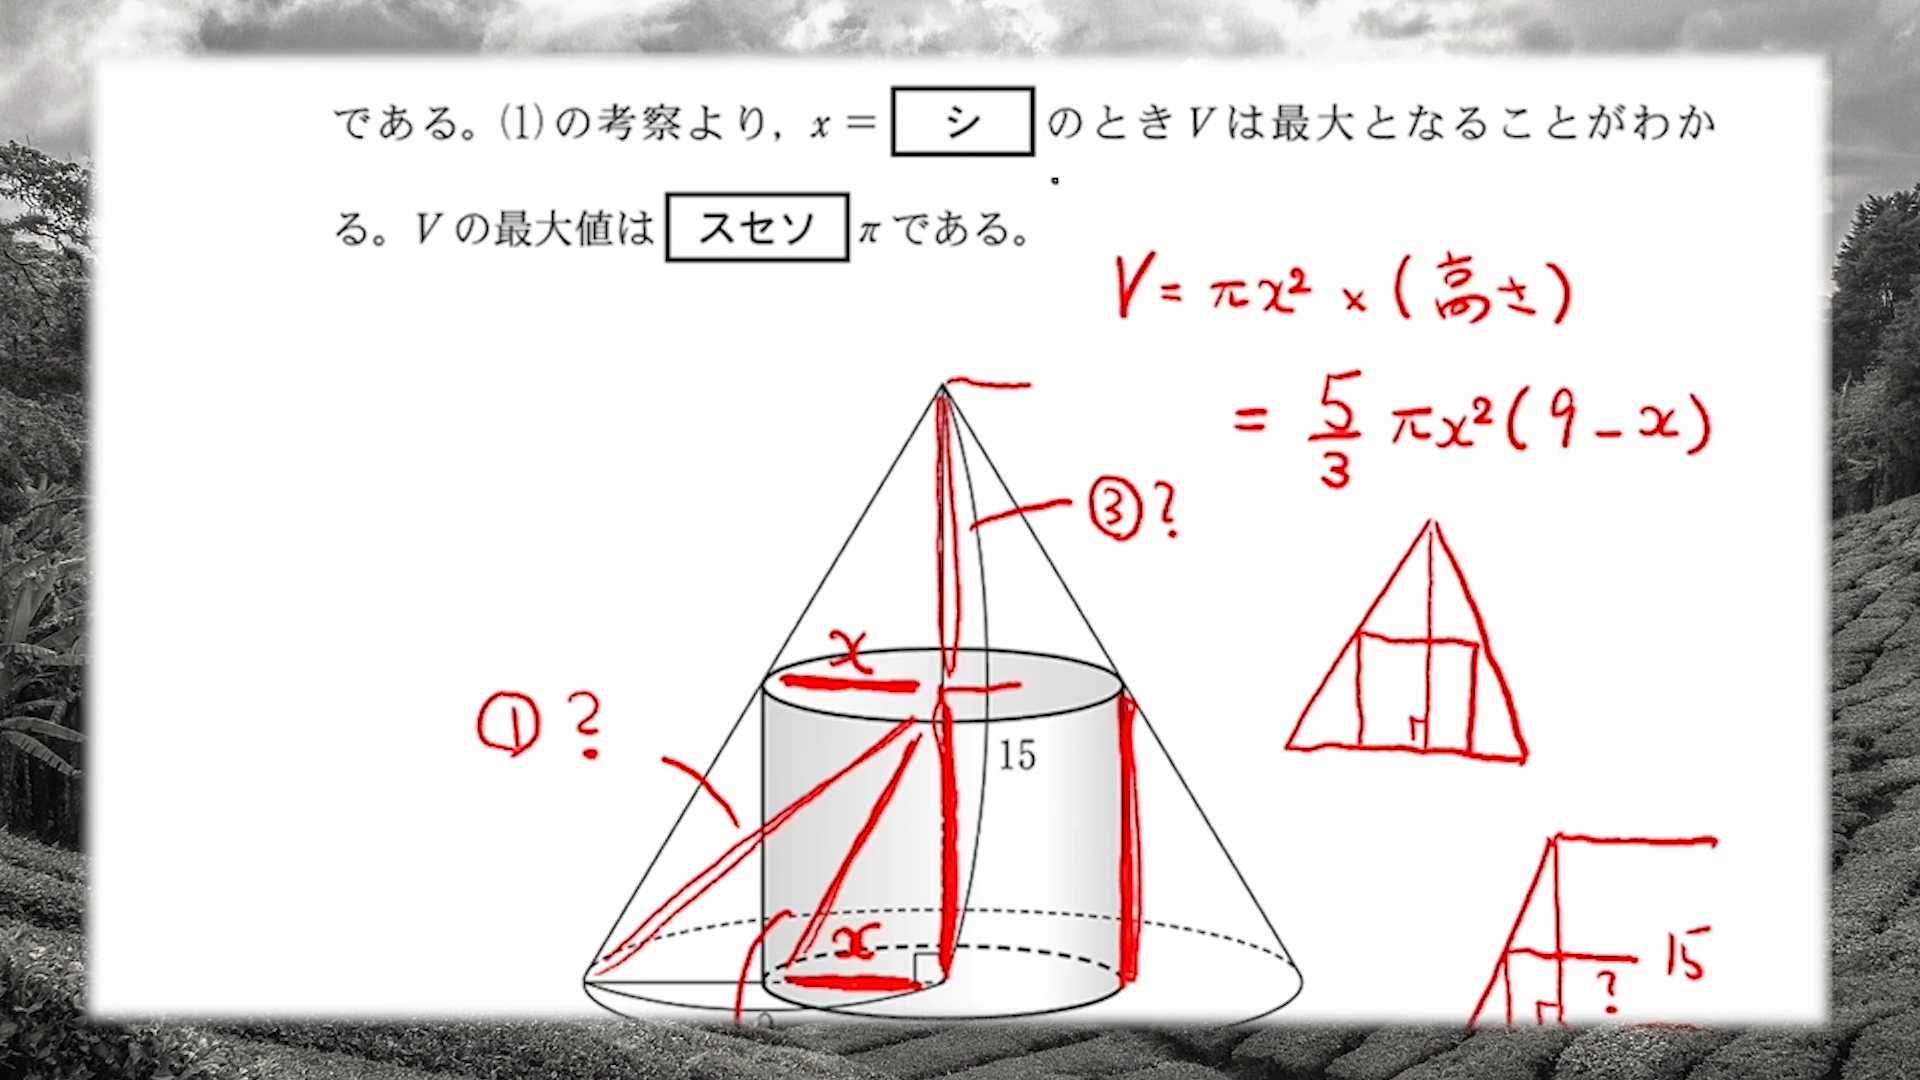 である。(1)の考察より, x = シ のときVは最大となることがわか
る。Vの最大値は スセソ πである。
V = πx² × (高さ)
= 5/3 πx²(9 − x)
③?
x
①?
15
x
15
?